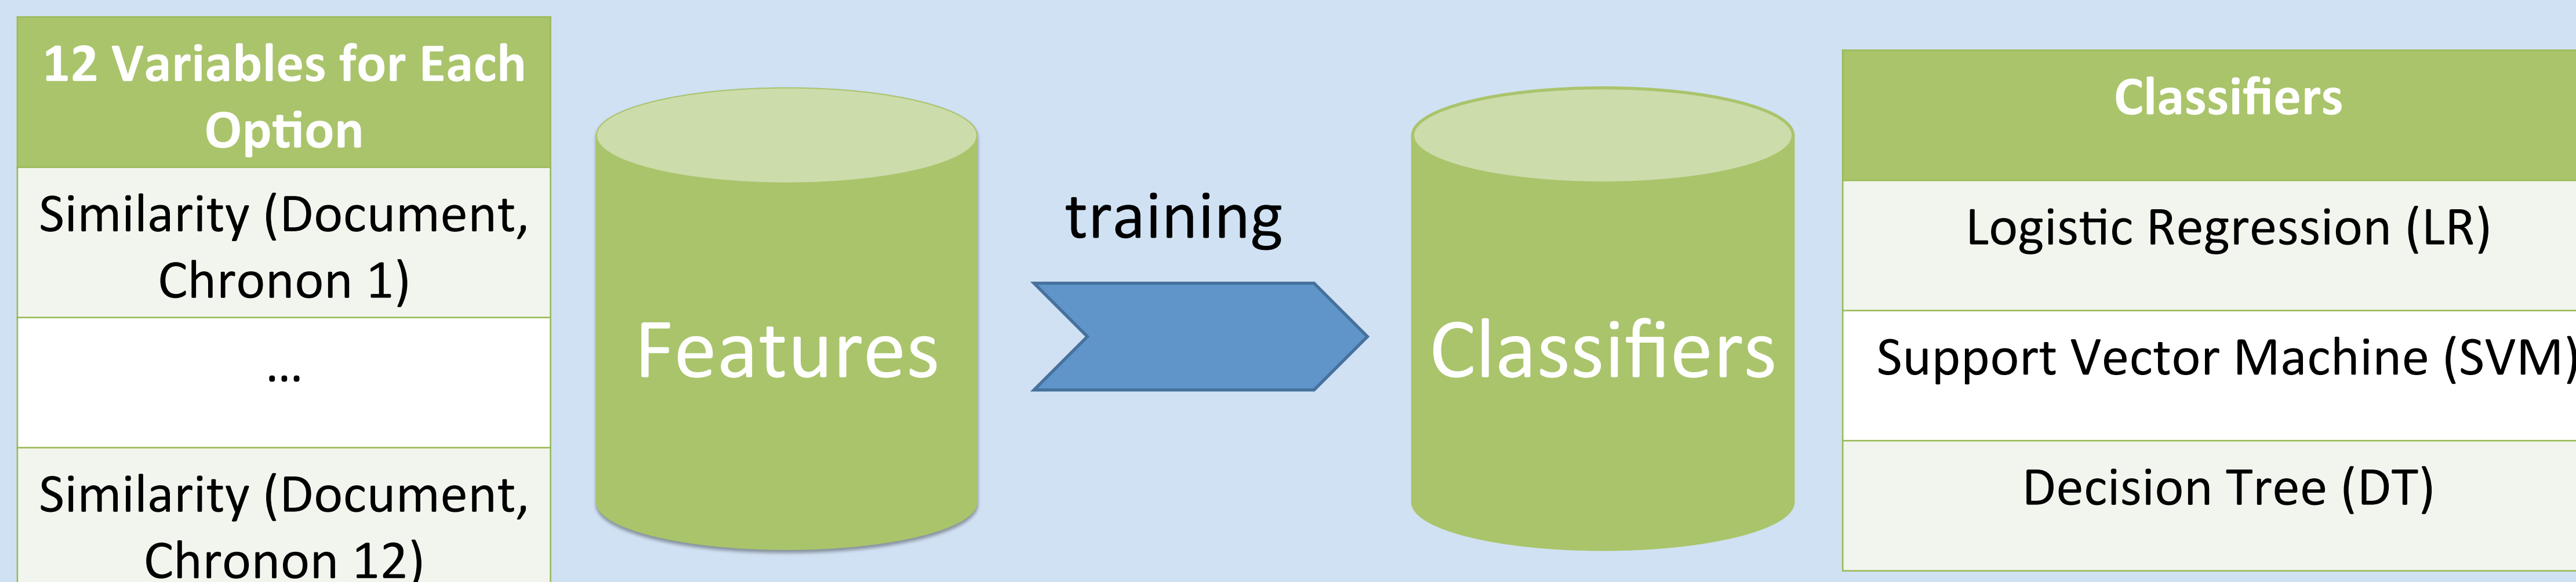 12 Variables for Each
Option
Similarity (Document,
Chronon 1)
...
Similarity (Document,
Chronon 12)
Features
training
Classifiers
Classifiers
Logistic Regression (LR)
Support Vector Machine (SVM)
Decision Tree (DT)